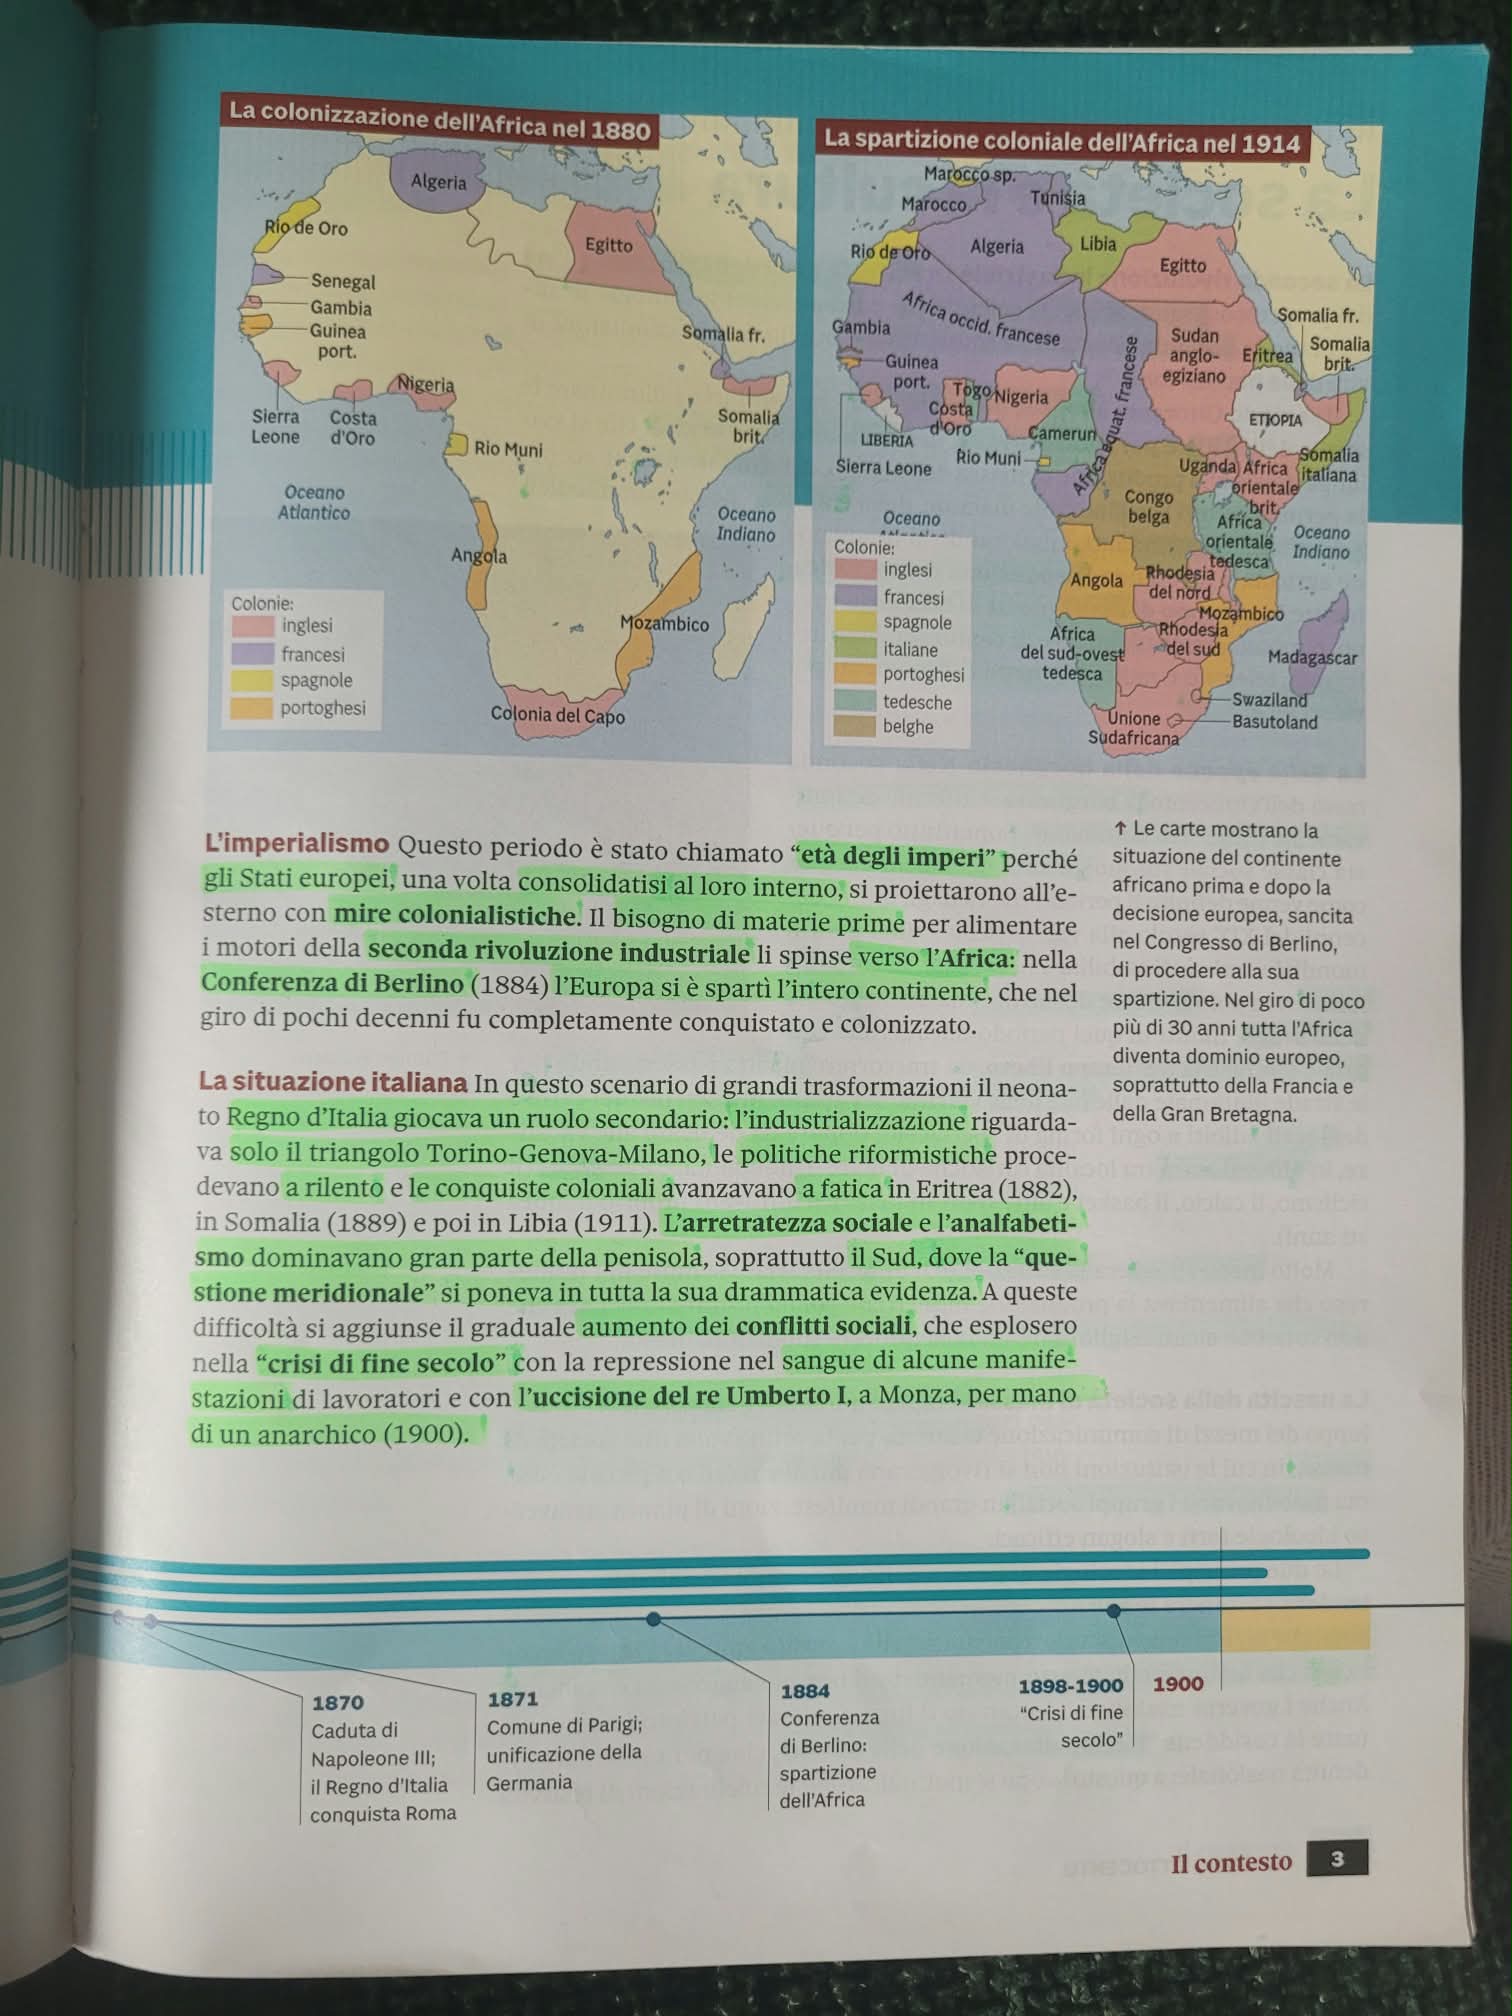 La colonizzazione dell'Africa nel 1880
Algeria
Rio de Oro
Egitto
Senegal
Gambia
Guinea
port.
Somalia fr.
Nigeria
Sierra
Leone
Costa
d'Oro
Somalia
brit.
Rio Muni
Oceano
Atlantico
Oceano
Indiano
Angola
Mozambico
Colonia del Capo
Colonie:
inglesi
francesi
spagnole
portoghesi
La spartizione coloniale dell'Africa nel 1914
Marocco sp.
Marocco
Tunisia
Rio de Oro
Algeria
Libia
Egitto
Africa occid. francese
Somalia fr.
Gambia
Sudan
anglo-
egiziano
Eritrea
Somalia
brit.
Guinea
port.
Togo
Nigeria
Costa
d'Oro
Africa equat. francese
ETIOPIA
LIBERIA
Camerun
Sierra Leone
Rio Muni
Uganda
Africa
orientale
brit.
Somalia
italiana
Congo
belga
Oceano
Africa
orientale
tedesca
Oceano
Indiano
Angola
Rhodesia
del nord
Mozambico
Rhodesia
del sud
Africa
del sud-ovest
tedesca
Madagascar
Swaziland
Basutoland
Unione
Sudafricana
Colonie:
inglesi
francesi
spagnole
italiane
portoghesi
tedesche
belghe
L'imperialismo Questo periodo è stato chiamato “età degli imperi” perché
gli Stati europei, una volta consolidatisi al loro interno, si proiettarono all'e-
sterno con mire colonialistiche. Il bisogno di materie prime per alimentare
i motori della seconda rivoluzione industriale li spinse verso l'Africa: nella
Conferenza di Berlino (1884) l'Europa si è spartì l'intero continente, che nel
giro di pochi decenni fu completamente conquistato e colonizzato.
La situazione italiana In questo scenario di grandi trasformazioni il neona-
to Regno d'Italia giocava un ruolo secondario: l'industrializzazione riguarda-
va solo il triangolo Torino-Genova-Milano, le politiche riformistiche proce-
devano a rilento e le conquiste coloniali avanzavano a fatica in Eritrea (1882),
in Somalia (1889) e poi in Libia (1911). L'arretratezza sociale e l'analfabeti-
smo dominavano gran parte della penisola, soprattutto il Sud, dove la “que-
stione meridionale” si poneva in tutta la sua drammatica evidenza. A queste
difficoltà si aggiunse il graduale aumento dei conflitti sociali, che esplosero
nella “crisi di fine secolo” con la repressione nel sangue di alcune manife-
stazioni di lavoratori e con l'uccisione del re Umberto I, a Monza, per mano
di un anarchico (1900).
↑ Le carte mostrano la
situazione del continente
africano prima e dopo la
decisione europea, sancita
nel Congresso di Berlino,
di procedere alla sua
spartizione. Nel giro di poco
più di 30 anni tutta l'Africa
diventa dominio europeo,
soprattutto della Francia e
della Gran Bretagna.
1870
Caduta di
Napoleone III;
il Regno d'Italia
conquista Roma
1871
Comune di Parigi;
unificazione della
Germania
1884
Conferenza
di Berlino:
spartizione
dell'Africa
1898-1900
“Crisi di fine
secolo”
1900
Il contesto 3